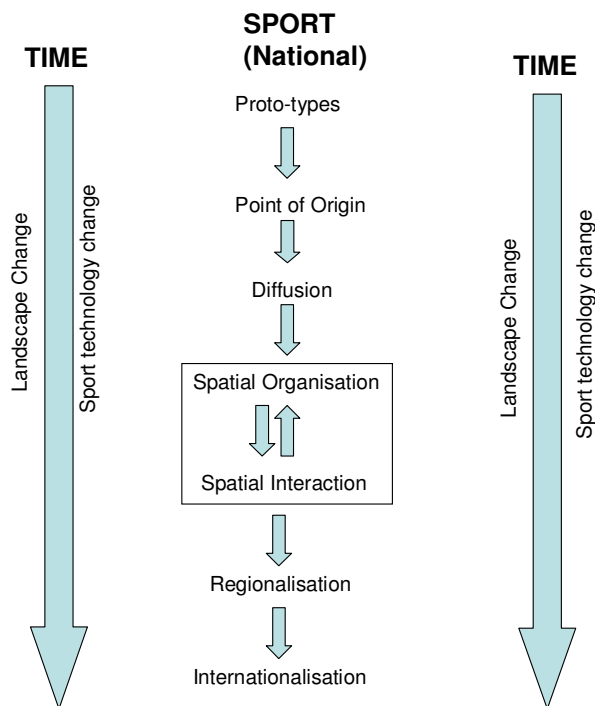 SPORT
(National)
TIME
TIME
Proto-types
Point of Origin
Diffusion
Spatial Organisation
Spatial Interaction
Regionalisation
Internationalisation
Landscape Change
Sport technology change
Landscape Change
Sport technology change